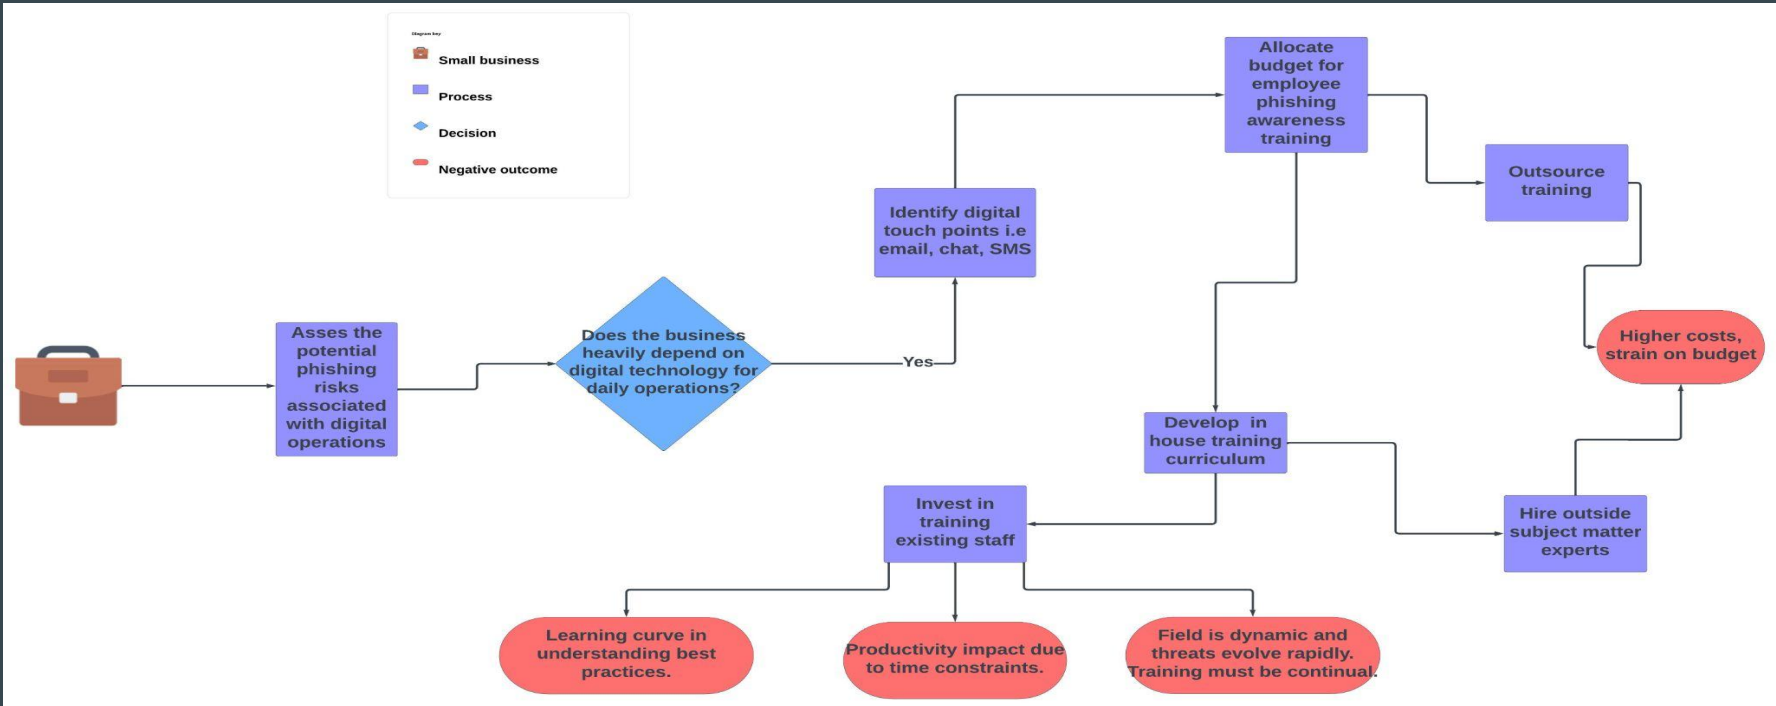 Diagram key
Small business
Process
Decision
Negative outcome
Asses the
potential
phishing
risks
associated
with digital
operations
Does the business
heavily depend on
digital technology for
daily operations?
Yes
Identify digital
touch points i.e
email, chat, SMS
Allocate
budget for
employee
phishing
awareness
training
Outsource
training
Higher costs,
strain on budget
Develop in
house training
curriculum
Hire outside
subject matter
experts
Invest in
training
existing staff
Learning curve in
understanding best
practices.
Productivity impact due
to time constraints.
Field is dynamic and
threats evolve rapidly.
Training must be continual.